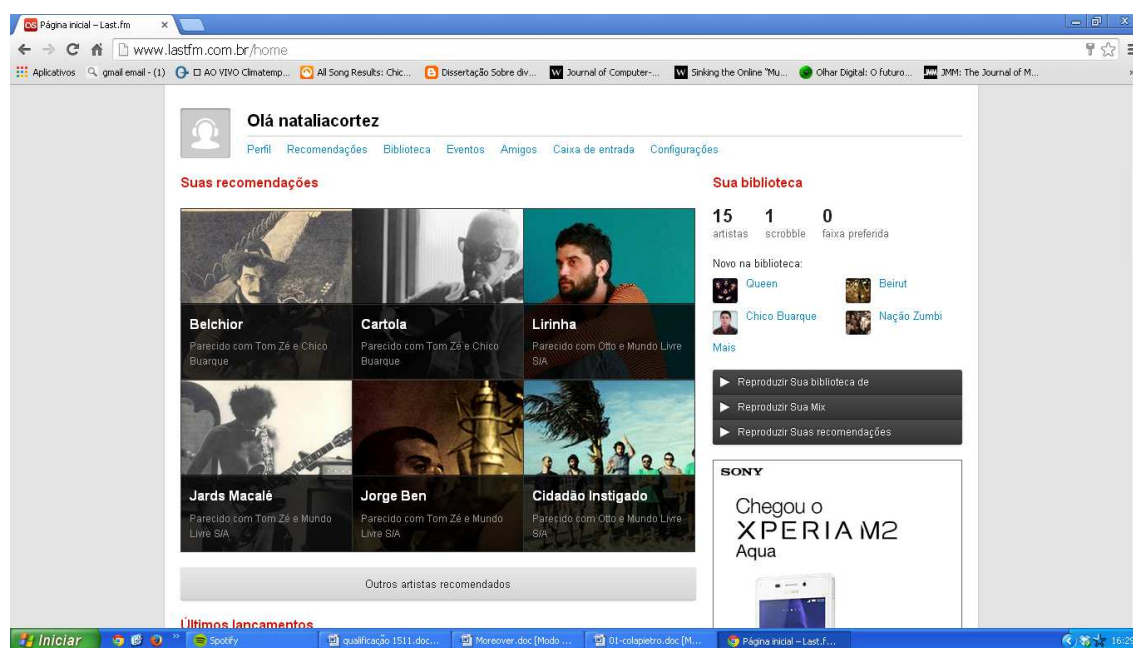 Página inicial – Last.fm
www.lastfm.com.br/home
Aplicativos
gmail email - (1)
AO VIVO Climatemp...
All Song Results: Chic...
Dissertação Sobre div...
Journal of Computer-...
Sinking the Online "Mu...
Olhar Digital: O futuro...
JMM: The Journal of M...
Olá nataliacortez
Perfil Recomendações Biblioteca Eventos Amigos Caixa de entrada Configurações
Suas recomendações
Belchior
Parecido com Tom Zé e Chico
Buarque
Cartola
Parecido com Tom Zé e Chico
Buarque
Lirinha
Parecido com Otto e Mundo Livre
S/A
Jards Macalé
Parecido com Tom Zé e Mundo
Livre S/A
Jorge Ben
Parecido com Tom Zé e Mundo
Livre S/A
Cidadão Instigado
Parecido com Otto e Mundo Livre
S/A
Outros artistas recomendados
Últimos lançamentos
Sua biblioteca
15 1 0
artistas scrobble faixa preferida
Novo na biblioteca:
Queen Beirut
Chico Buarque Nação Zumbi
Mais
Reproduzir Sua biblioteca de
Reproduzir Sua Mix
Reproduzir Suas recomendações
SONY
Chegou o
XPERIA M2
Aqua
Iniciar
Spotify
qualificação 1511.doc...
Moreover.doc [Modo ...
01-colapietro.doc [M...
Página inicial – Last.f...
16:29